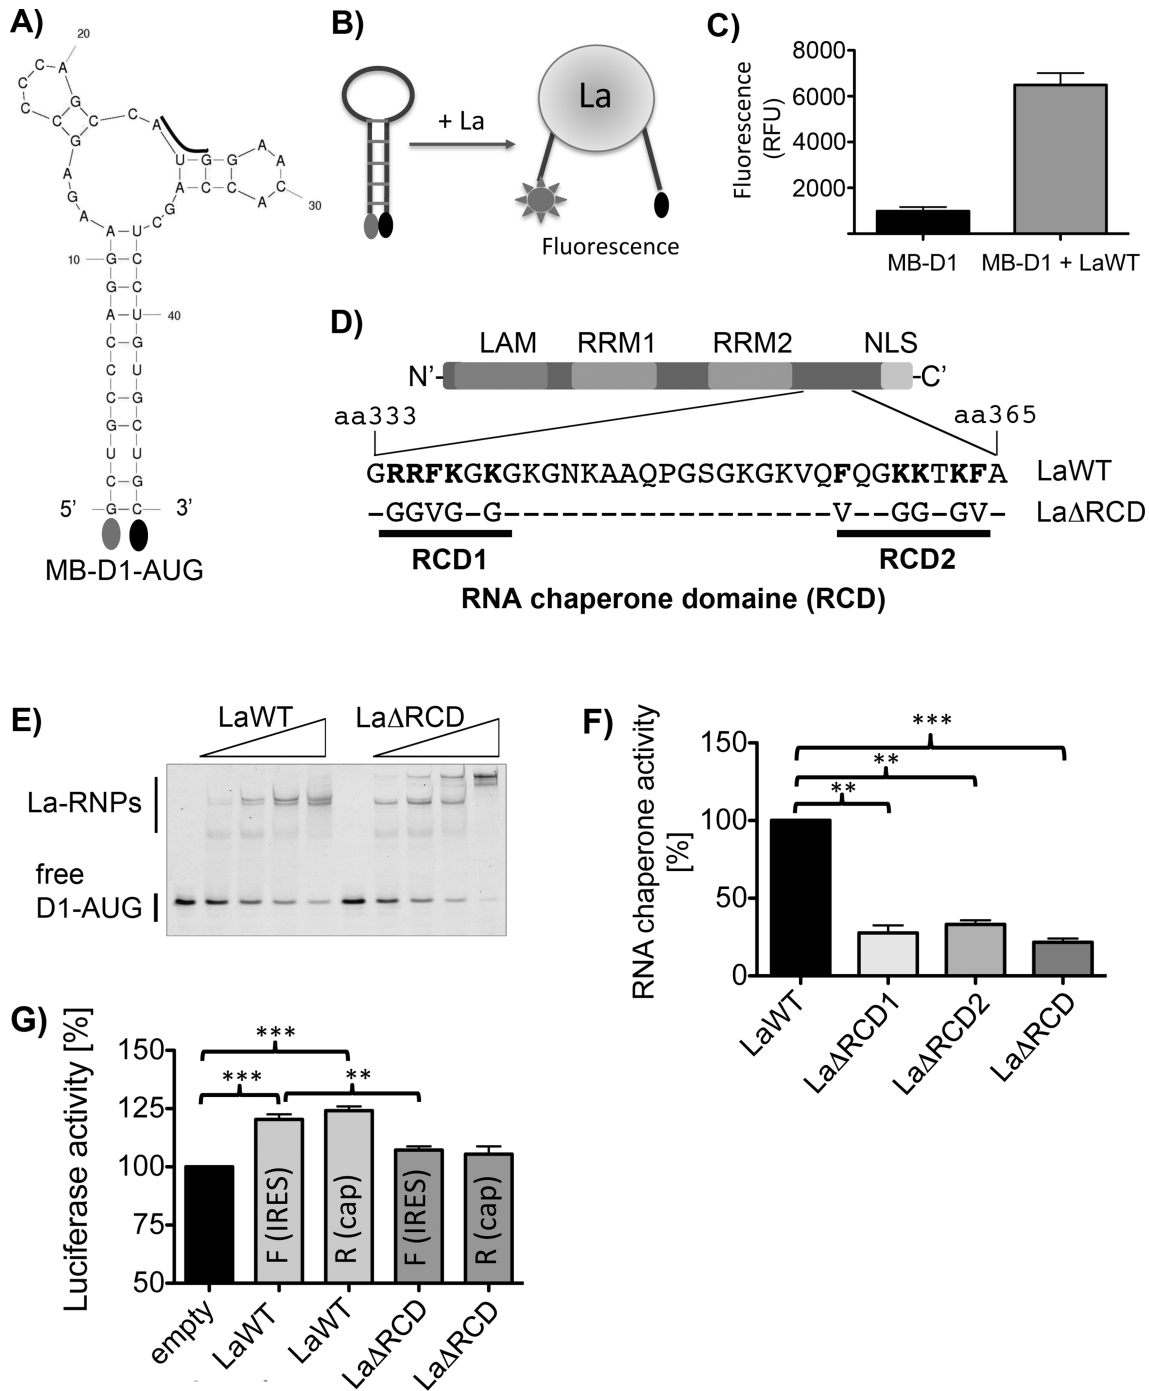 A)
20
C C A
C G
C C C C A
G G
A U G G A A
G A C C A C 30
A G
A C
A U
10 G C
G C
A U 40
C G
C U
C G
G C
U U
C G
5’ G C 3’
MB-D1-AUG
B)
+ La
La
Fluorescence
C)
Fluorescence
(RFU)
8000
6000
4000
2000
MB-D1 MB-D1 + LaWT
D)
LAM RRM1 RRM2 NLS
N’ C’
aa333 aa365
GRRFKGKGKGNKAAQPGSGKGKVQFQGKKTKFA LaWT
-GGVG-G-----------------V--GG-GV- LaΔRCD
RCD1 RCD2
RNA chaperone domaine (RCD)
E)
LaWT LaΔRCD
La-RNPs
free
D1-AUG
F)
RNA chaperone activity
[%]
150
100
50
0
***
**
**
LaWT
LaΔRCD1
LaΔRCD2
LaΔRCD
G)
Luciferase activity [%]
150
125
100
75
50
***
*** **
F (IRES)
R (cap)
F (IRES)
R (cap)
empty
LaWT
LaWT
LaΔRCD
LaΔRCD